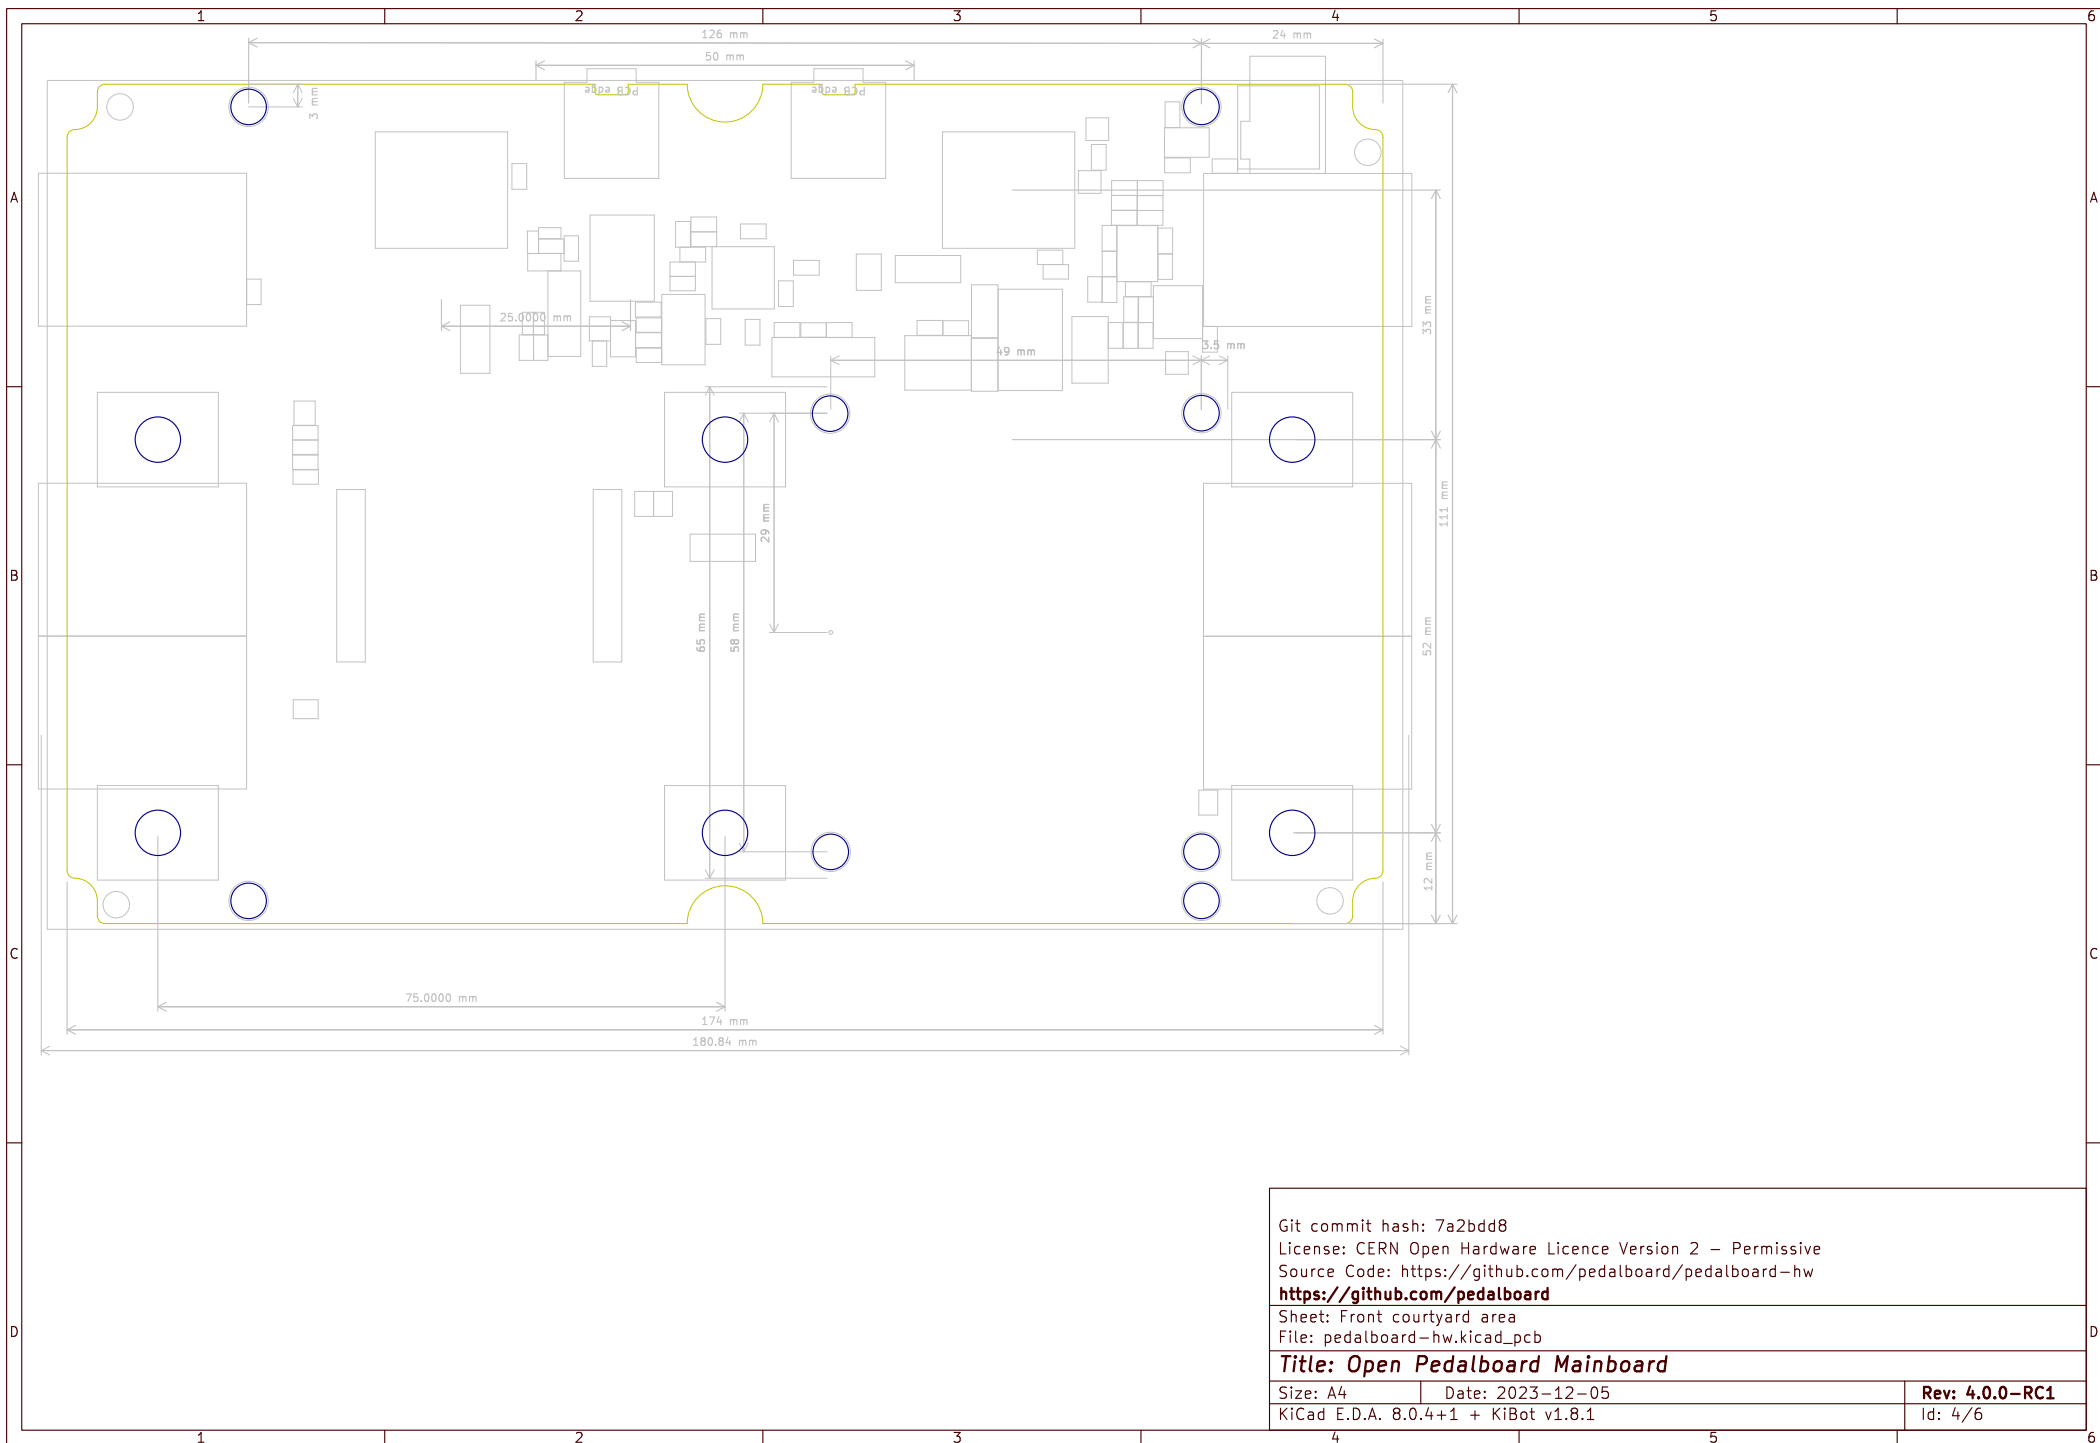 1 2 3 4 5 6
126 mm
24 mm
50 mm
3 mm
PCB edge
PCB edge
A
A
25.0000 mm
33 mm
3.5 mm
49 mm
111 mm
29 mm
B
B
65 mm
58 mm
52 mm
12 mm
C
C
75.0000 mm
174 mm
180.84 mm
Git commit hash: 7a2bdd8
License: CERN Open Hardware Licence Version 2 - Permissive
Source Code: https://github.com/pedalboard/pedalboard-hw
https://github.com/pedalboard
Sheet: Front courtyard area
D
D
File: pedalboard-hw.kicad_pcb
Title: Open Pedalboard Mainboard
Size: A4 Date: 2023-12-05 Rev: 4.0.0-RC1
KiCad E.D.A. 8.0.4+1 + KiBot v1.8.1 Id: 4/6
1 2 3 4 5 6